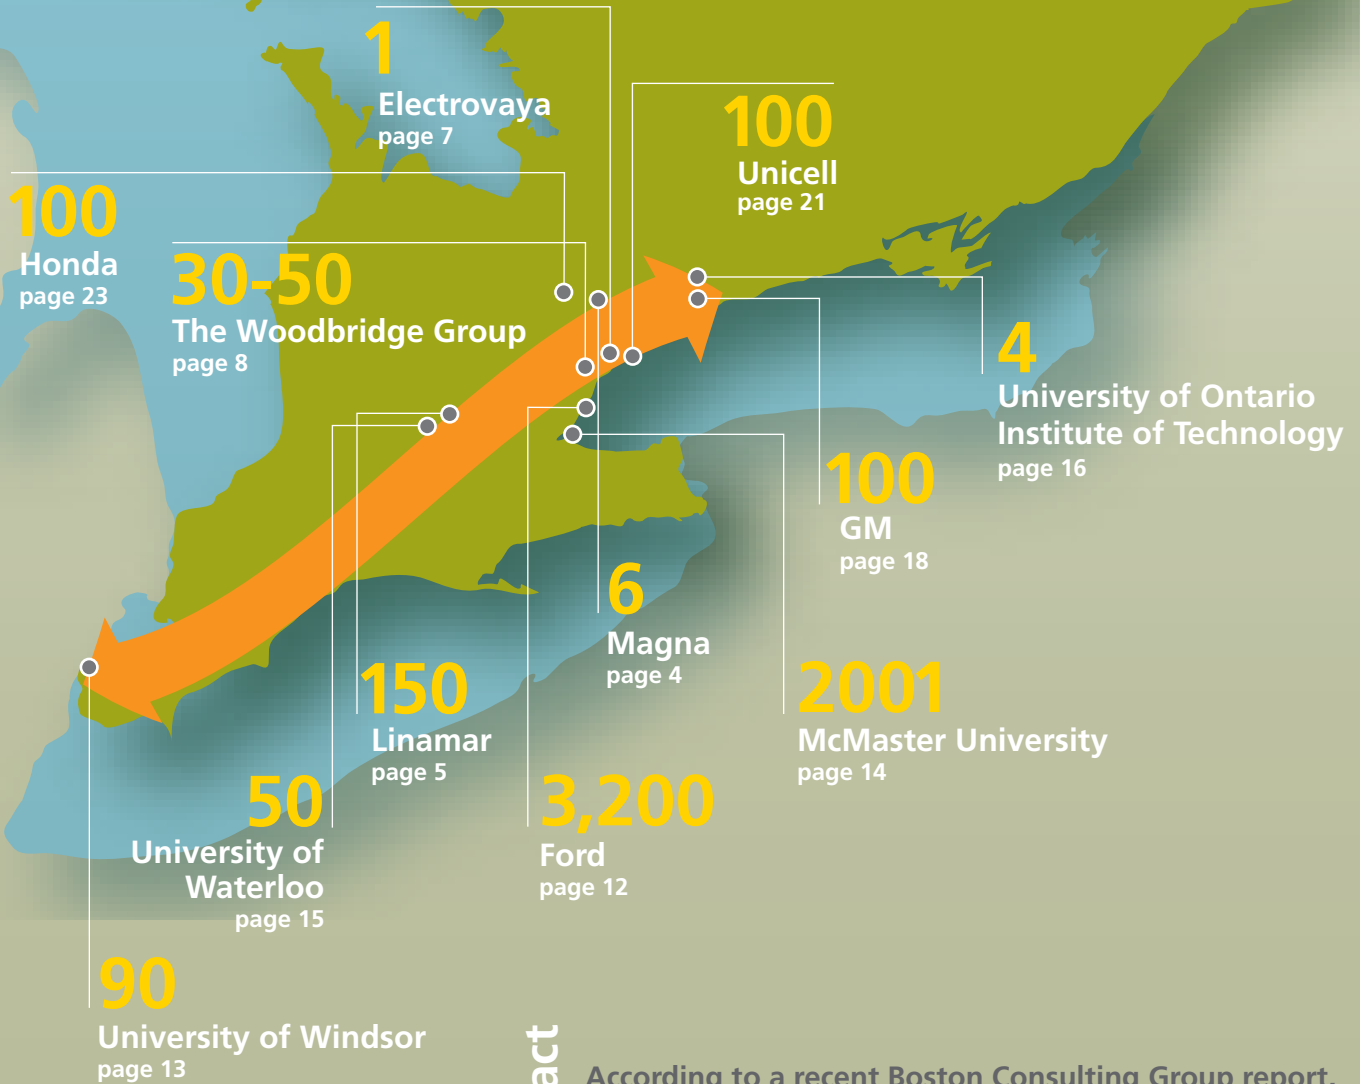 1
Electrovaya
page 7
100
Unicell
page 21
100
Honda
page 23
30-50
The Woodbridge Group
page 8
4
University of Ontario
Institute of Technology
page 16
100
GM
page 18
6
Magna
page 4
150
Linamar
page 5
2001
McMaster University
page 14
50
University of
Waterloo
page 15
3,200
Ford
page 12
90
University of Windsor
page 13
act
According to a recent Boston Consulting Group report,